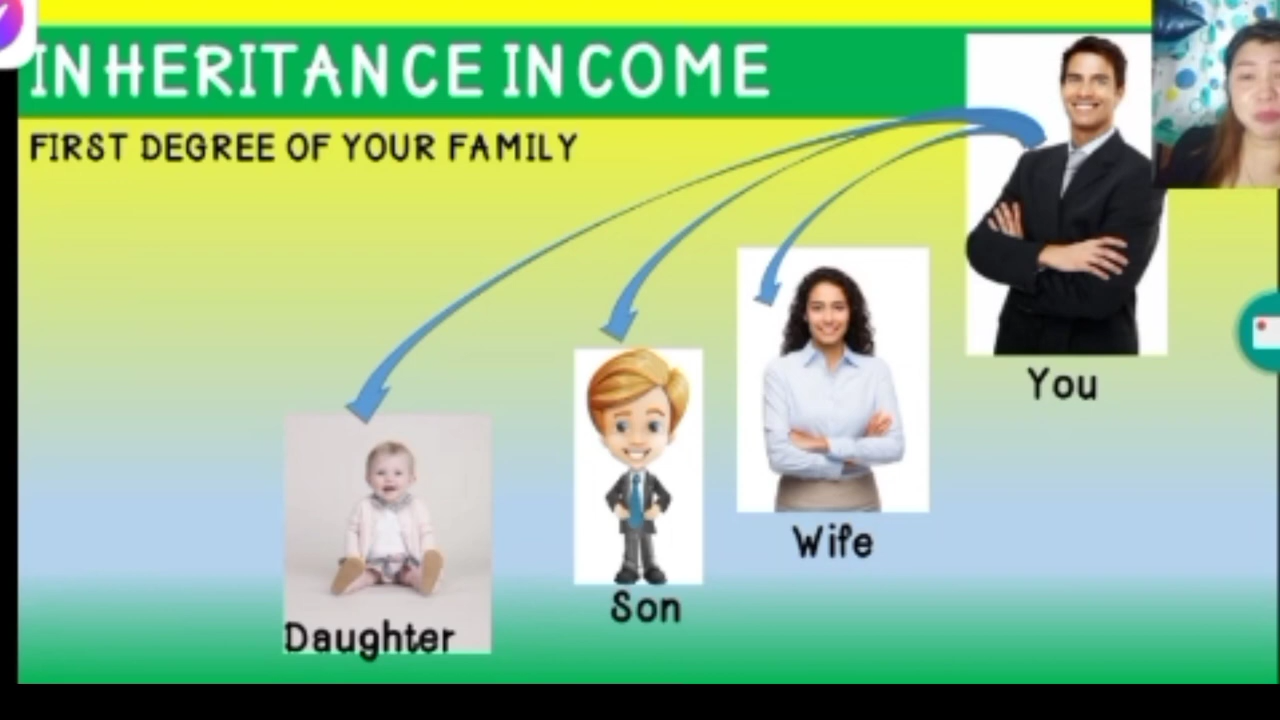 INHERITANCE INCOME
FIRST DEGREE OF YOUR FAMILY
You
Wife
Son
Daughter